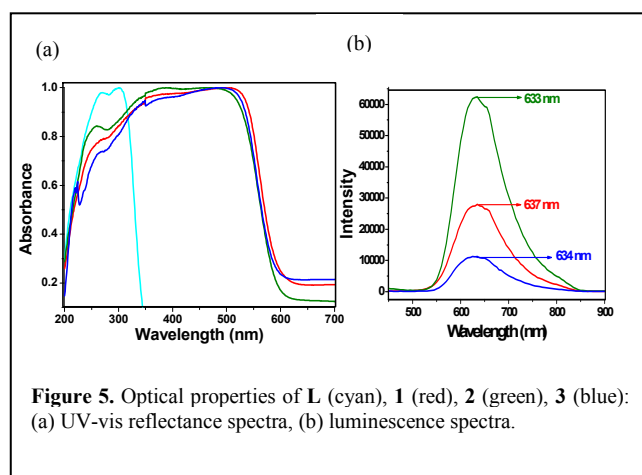 (a)
(b)
Absorbance
1.0
0.8
0.6
0.4
0.2
200 300 400 500 600 700
Wavelength (nm)
Intensity
60000
50000
40000
30000
20000
10000
0
633 nm
637 nm
634 nm
500 600 700 800 900
Wavelength (nm)
Figure 5. Optical properties of L (cyan), 1 (red), 2 (green), 3 (blue):
(a) UV-vis reflectance spectra, (b) luminescence spectra.